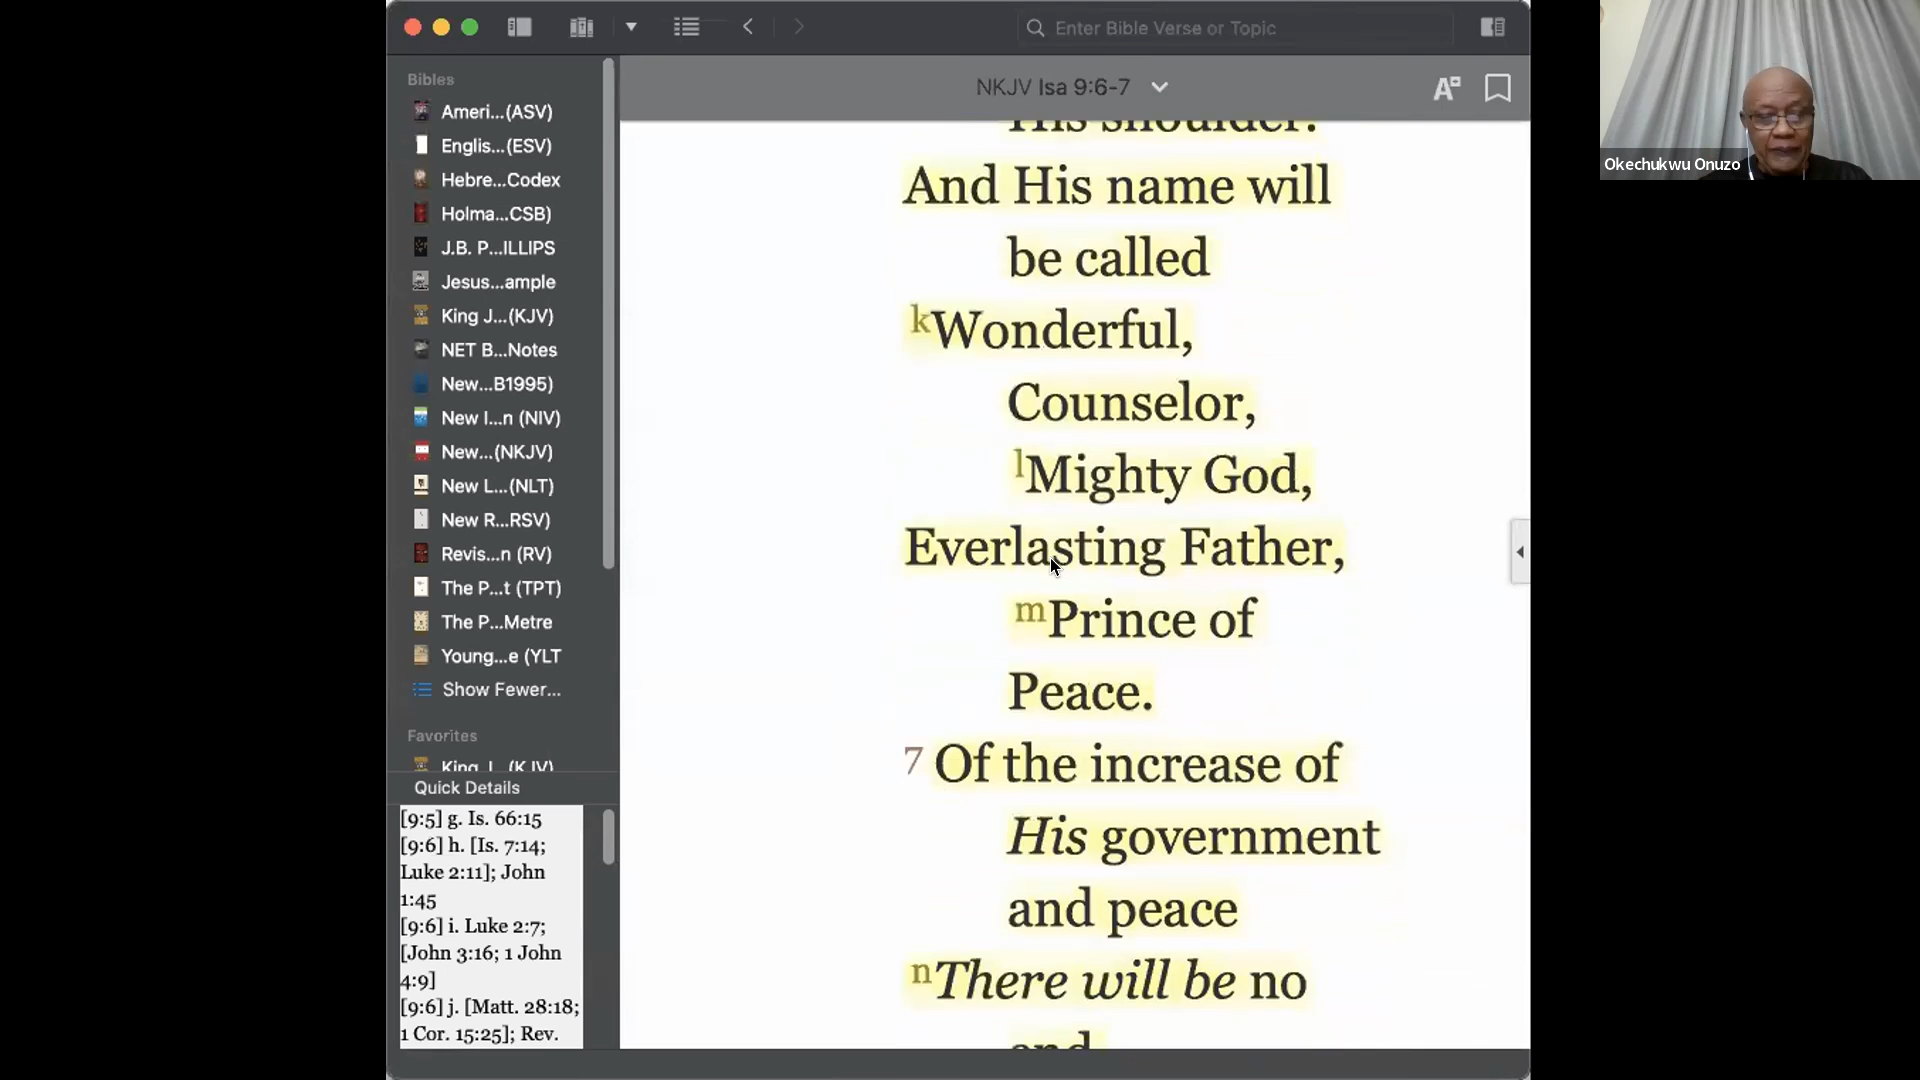 Enter Bible Verse or Topic
Bibles
Ameri...(ASV)
Englis...(ESV)
Hebre...Codex
Holma...CSB)
J.B. P...ILLIPS
Jesus...ample
King J...(KJV)
NET B...Notes
New...B1995)
New I...n (NIV)
New...(NKJV)
New L...(NLT)
New R...RSV)
Revis...n (RV)
The P...t (TPT)
The P...Metre
Young...e (YLT
Show Fewer...
Favorites
King J...(KJV)
Quick Details
[9:5] g. Is. 66:15
[9:6] h. [Is. 7:14;
Luke 2:11]; John
1:45
[9:6] i. Luke 2:7;
[John 3:16; 1 John
4:9]
[9:6] j. [Matt. 28:18;
1 Cor. 15:25]; Rev.
NKJV Isa 9:6-7
A
His shoulder.
And His name will
be called
kWonderful,
Counselor,
lMighty God,
Everlasting Father,
mPrince of
Peace.
7 Of the increase of
His government
and peace
nThere will be no
and
Okechukwu Onuzo